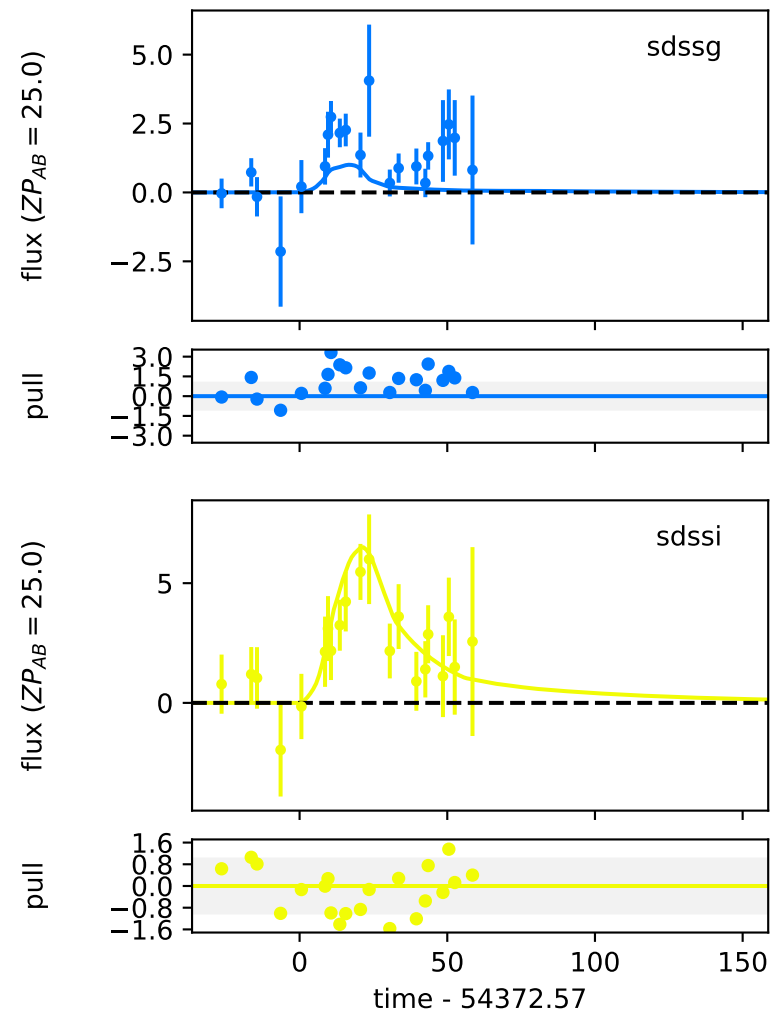 sdssg
flux (ZP_AB = 25.0)
5.0
2.5
0.0
−2.5
pull
3.0
1.5
0.0
−1.5
−3.0
sdssi
flux (ZP_AB = 25.0)
5
0
pull
1.6
0.8
0.0
−0.8
−1.6
0 50 100 150
time - 54372.57